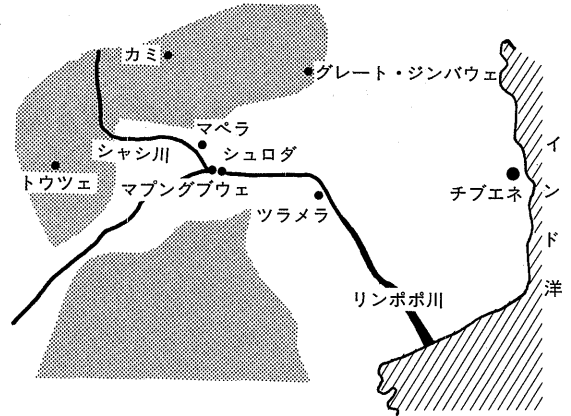 カミ
グレート・ジンバウェ
マペラ
シャシ川
シュロダ
トウツェ
マプングブウェ
チブエネ
ツラメラ
リンポポ川
インド洋